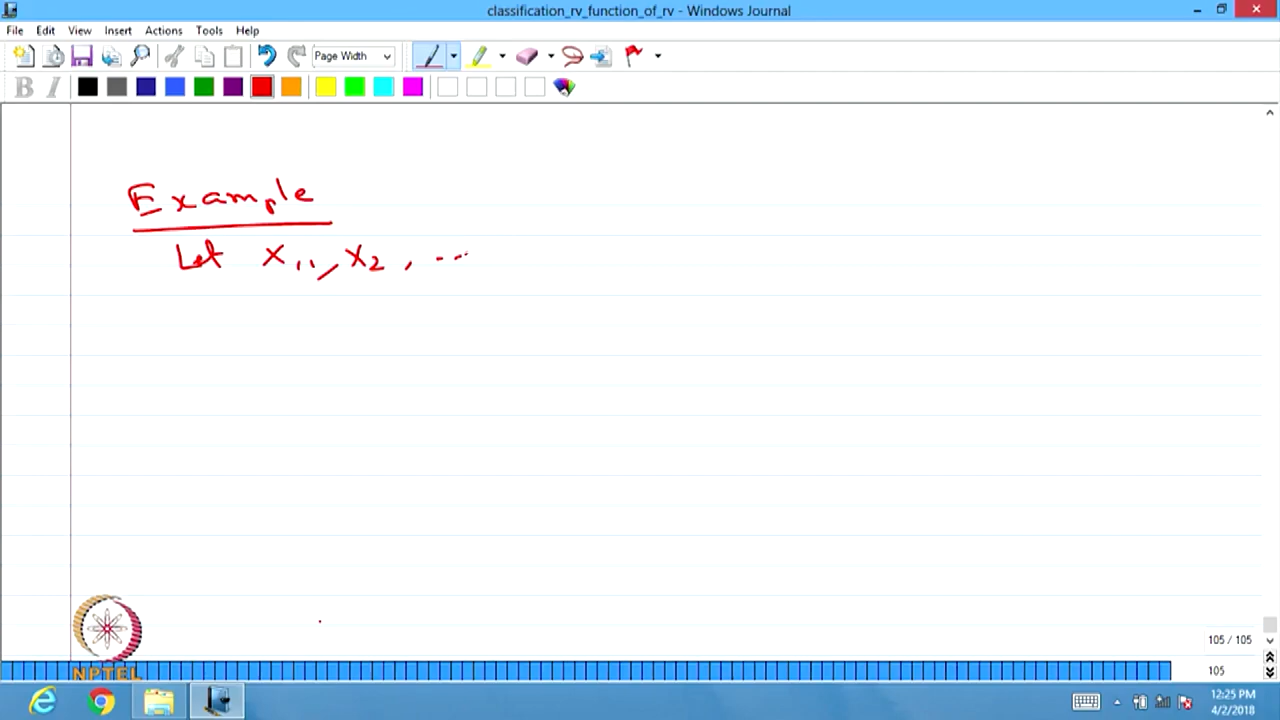 classification_rv_function_of_rv - Windows Journal
File Edit View Insert Actions Tools Help
Page Width
B I
Example
Let X1, X2, ...
105 / 105
NPTEL
105
12:25 PM
4/2/2018